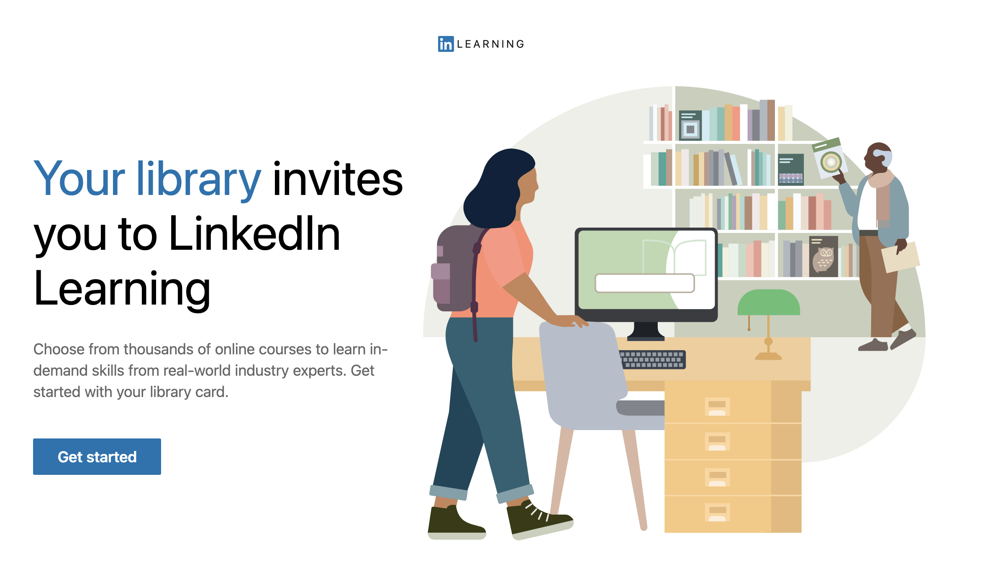 in LEARNING
Your library invites
you to LinkedIn
Learning
Choose from thousands of online courses to learn in-
demand skills from real-world industry experts. Get
started with your library card.
Get started